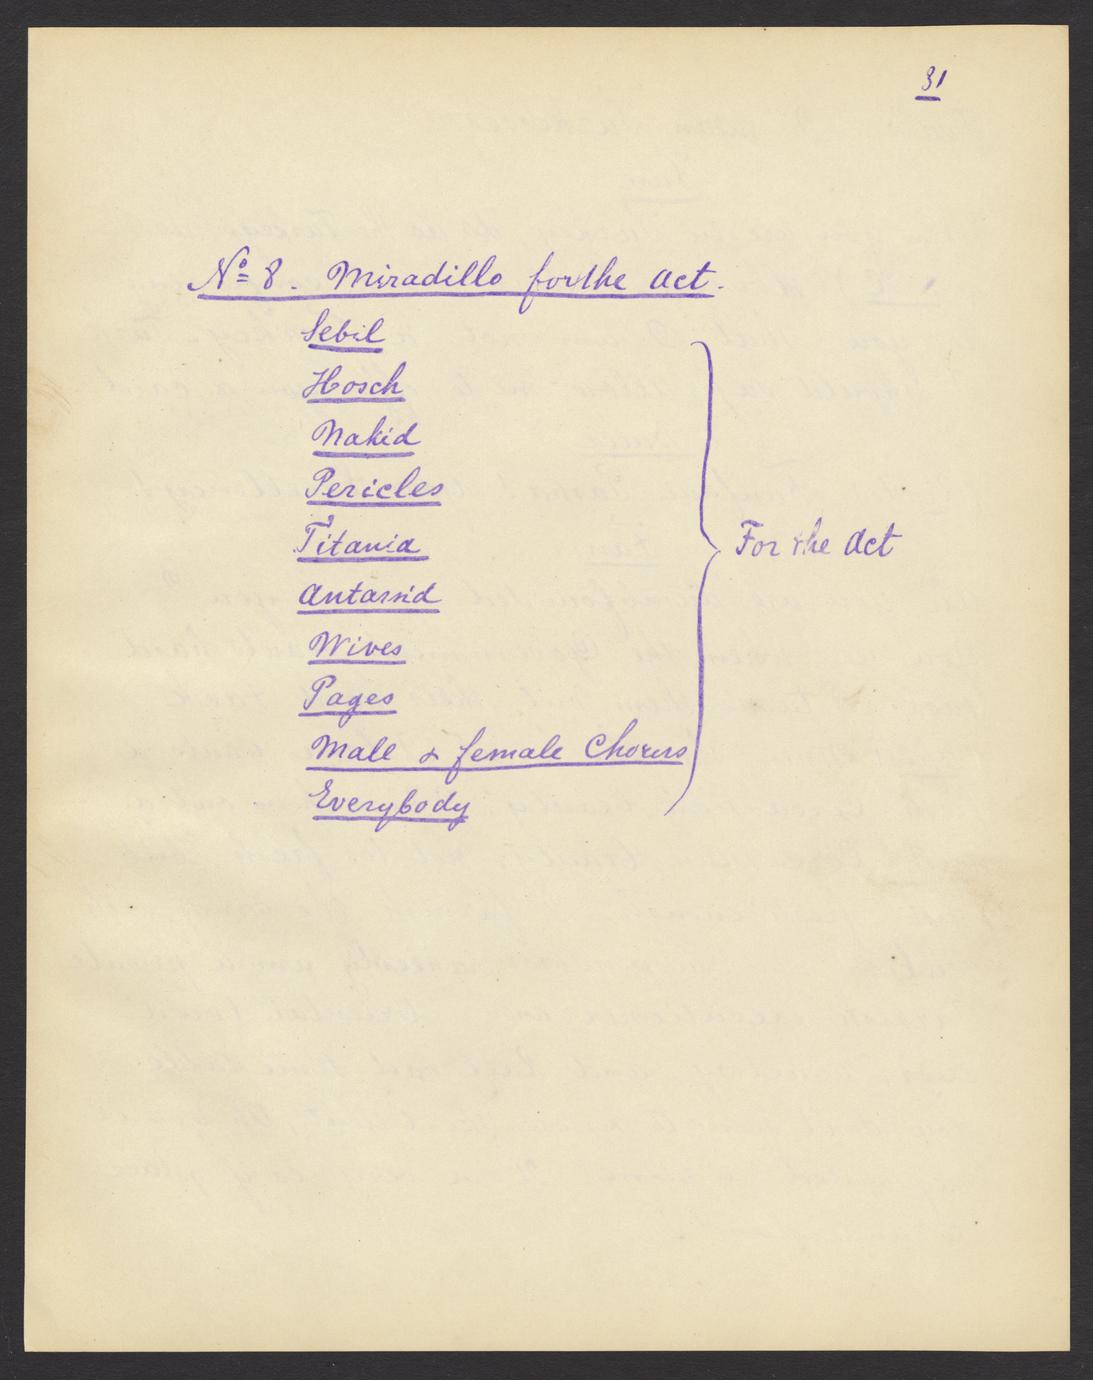 31
No 8. Miradillo for the Act.
Sebil
Hosch
Nakid
Pericles
Titania
Antarsid
Wives
Pages
Male & female Chorus
Everybody
For the Act